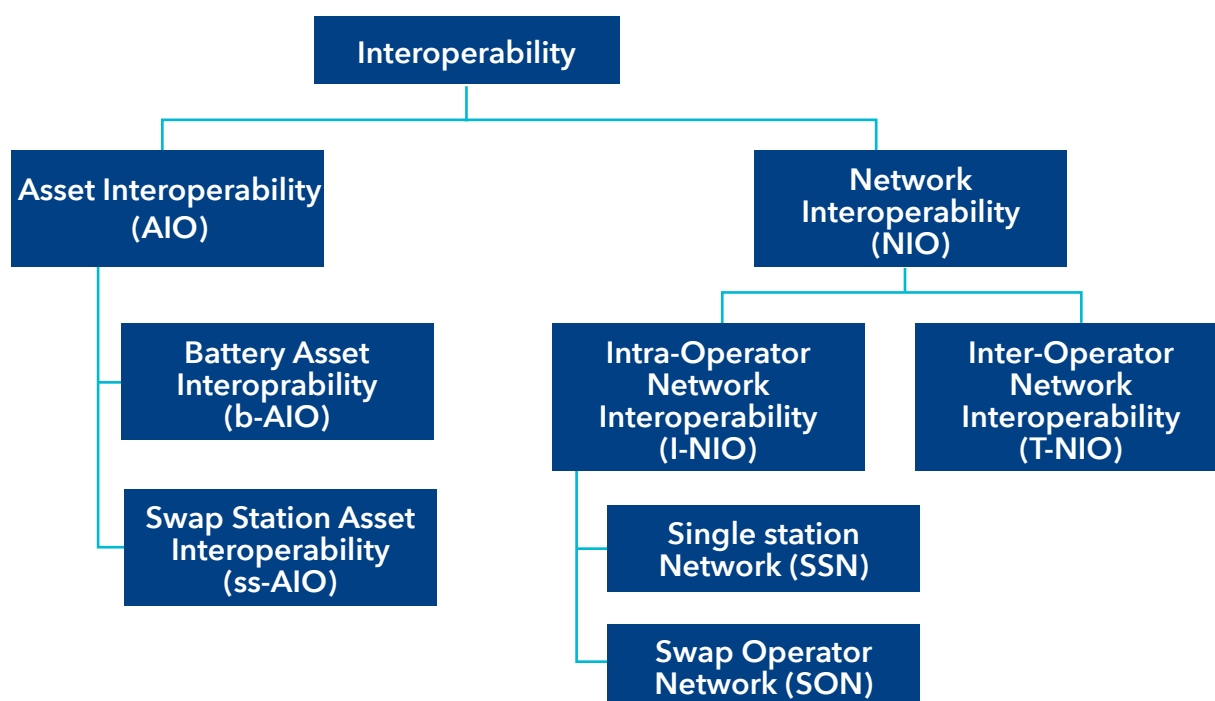 Interoperability
Asset Interoperability
(AIO)
Network
Interoperability
(NIO)
Battery Asset
Interoprability
(b-AIO)
Swap Station Asset
Interoperability
(ss-AIO)
Intra-Operator
Network
Interoperability
(I-NIO)
Inter-Operator
Network
Interoperability
(T-NIO)
Single station
Network (SSN)
Swap Operator
Network (SON)